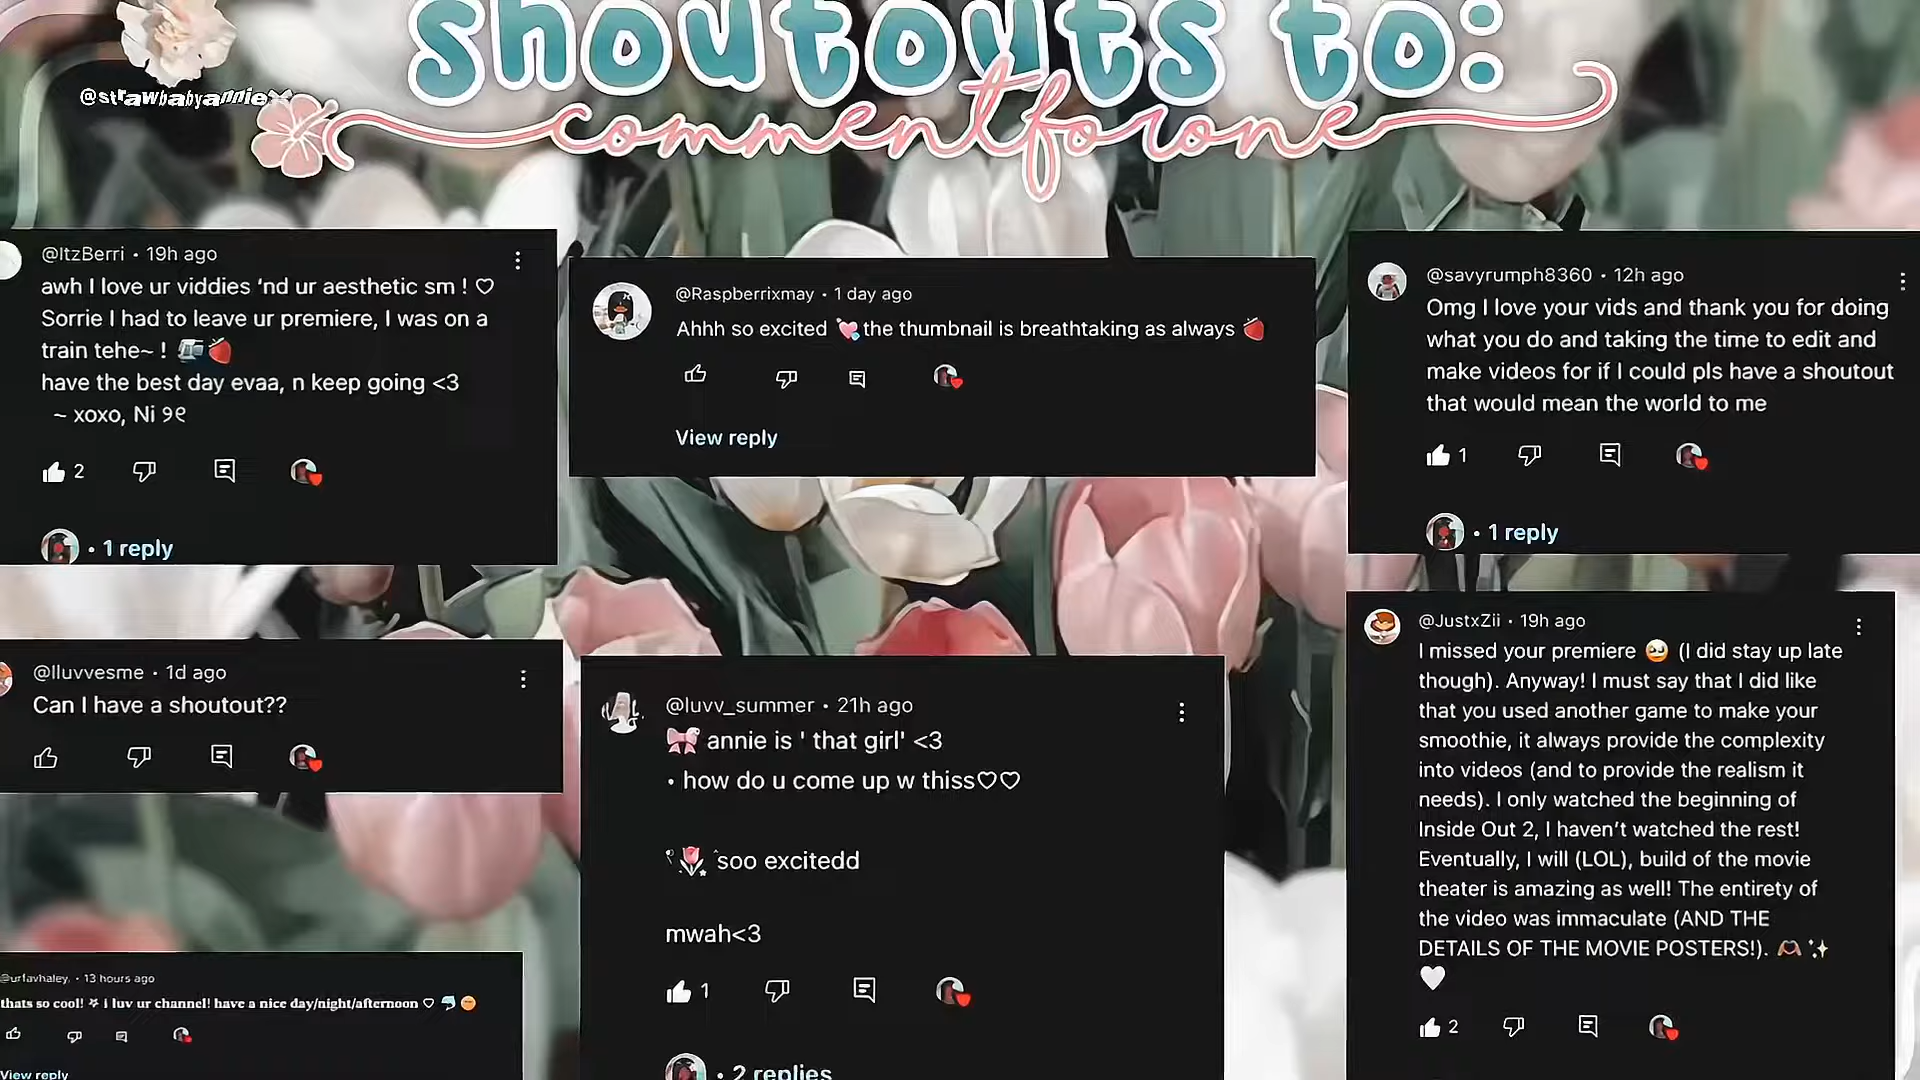 shoutouts to:
@strawbabyannie
commentforone
@ItzBerri • 19h ago
awh I love ur viddies ‘nd ur aesthetic sm ! ♡
Sorrie I had to leave ur premiere, I was on a
train tehe~ ! 🍓
have the best day evaa, n keep going <3
~ xoxo, Ni ୨୧
2
• 1 reply
@Raspberrixmay • 1 day ago
Ahhh so excited 💘 the thumbnail is breathtaking as always 🍓
View reply
@savyrumph8360 • 12h ago
Omg I love your vids and thank you for doing
what you do and taking the time to edit and
make videos for if I could pls have a shoutout
that would mean the world to me
1
• 1 reply
@lluvvesme • 1d ago
Can I have a shoutout??
@luvv_summer • 21h ago
🎀 annie is ' that girl' <3
• how do u come up w thiss♡♡
🌷 soo excitedd
mwah<3
1
• 2 replies
@JustxZii • 19h ago
I missed your premiere 🥹 (I did stay up late
though). Anyway! I must say that I did like
that you used another game to make your
smoothie, it always provide the complexity
into videos (and to provide the realism it
needs). I only watched the beginning of
Inside Out 2, I haven’t watched the rest!
Eventually, I will (LOL), build of the movie
theater is amazing as well! The entirety of
the video was immaculate (AND THE
DETAILS OF THE MOVIE POSTERS!). 🫶🏽 ✨
🤍
2
@urfavhaley. • 13 hours ago
thats so cool! i luv ur channel! have a nice day/night/afternoon ♡
View reply